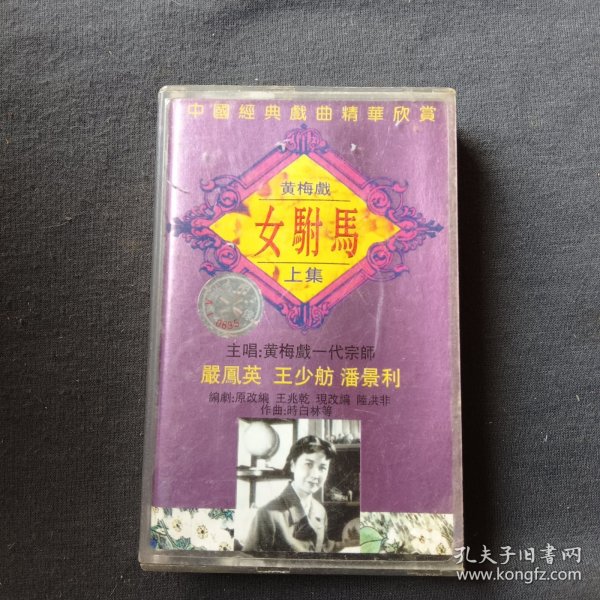 中國經典戲曲精華欣賞
黄梅戲
女駙馬
上集
主唱:黄梅戲一代宗師
嚴鳳英 王少舫 潘景利
編劇:原改編 王兆乾 現改編 陸洪非
作曲:時白林等
孔夫子旧書网
www.kongfz.com